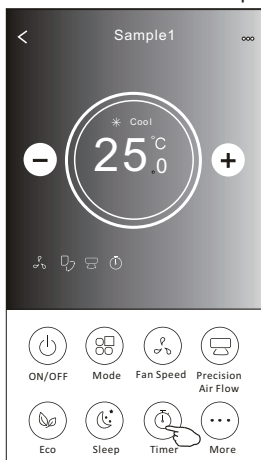 Sample1
Cool
25.0°C
ON/OFF Mode Fan Speed Precision
Air Flow
Eco Sleep Timer More